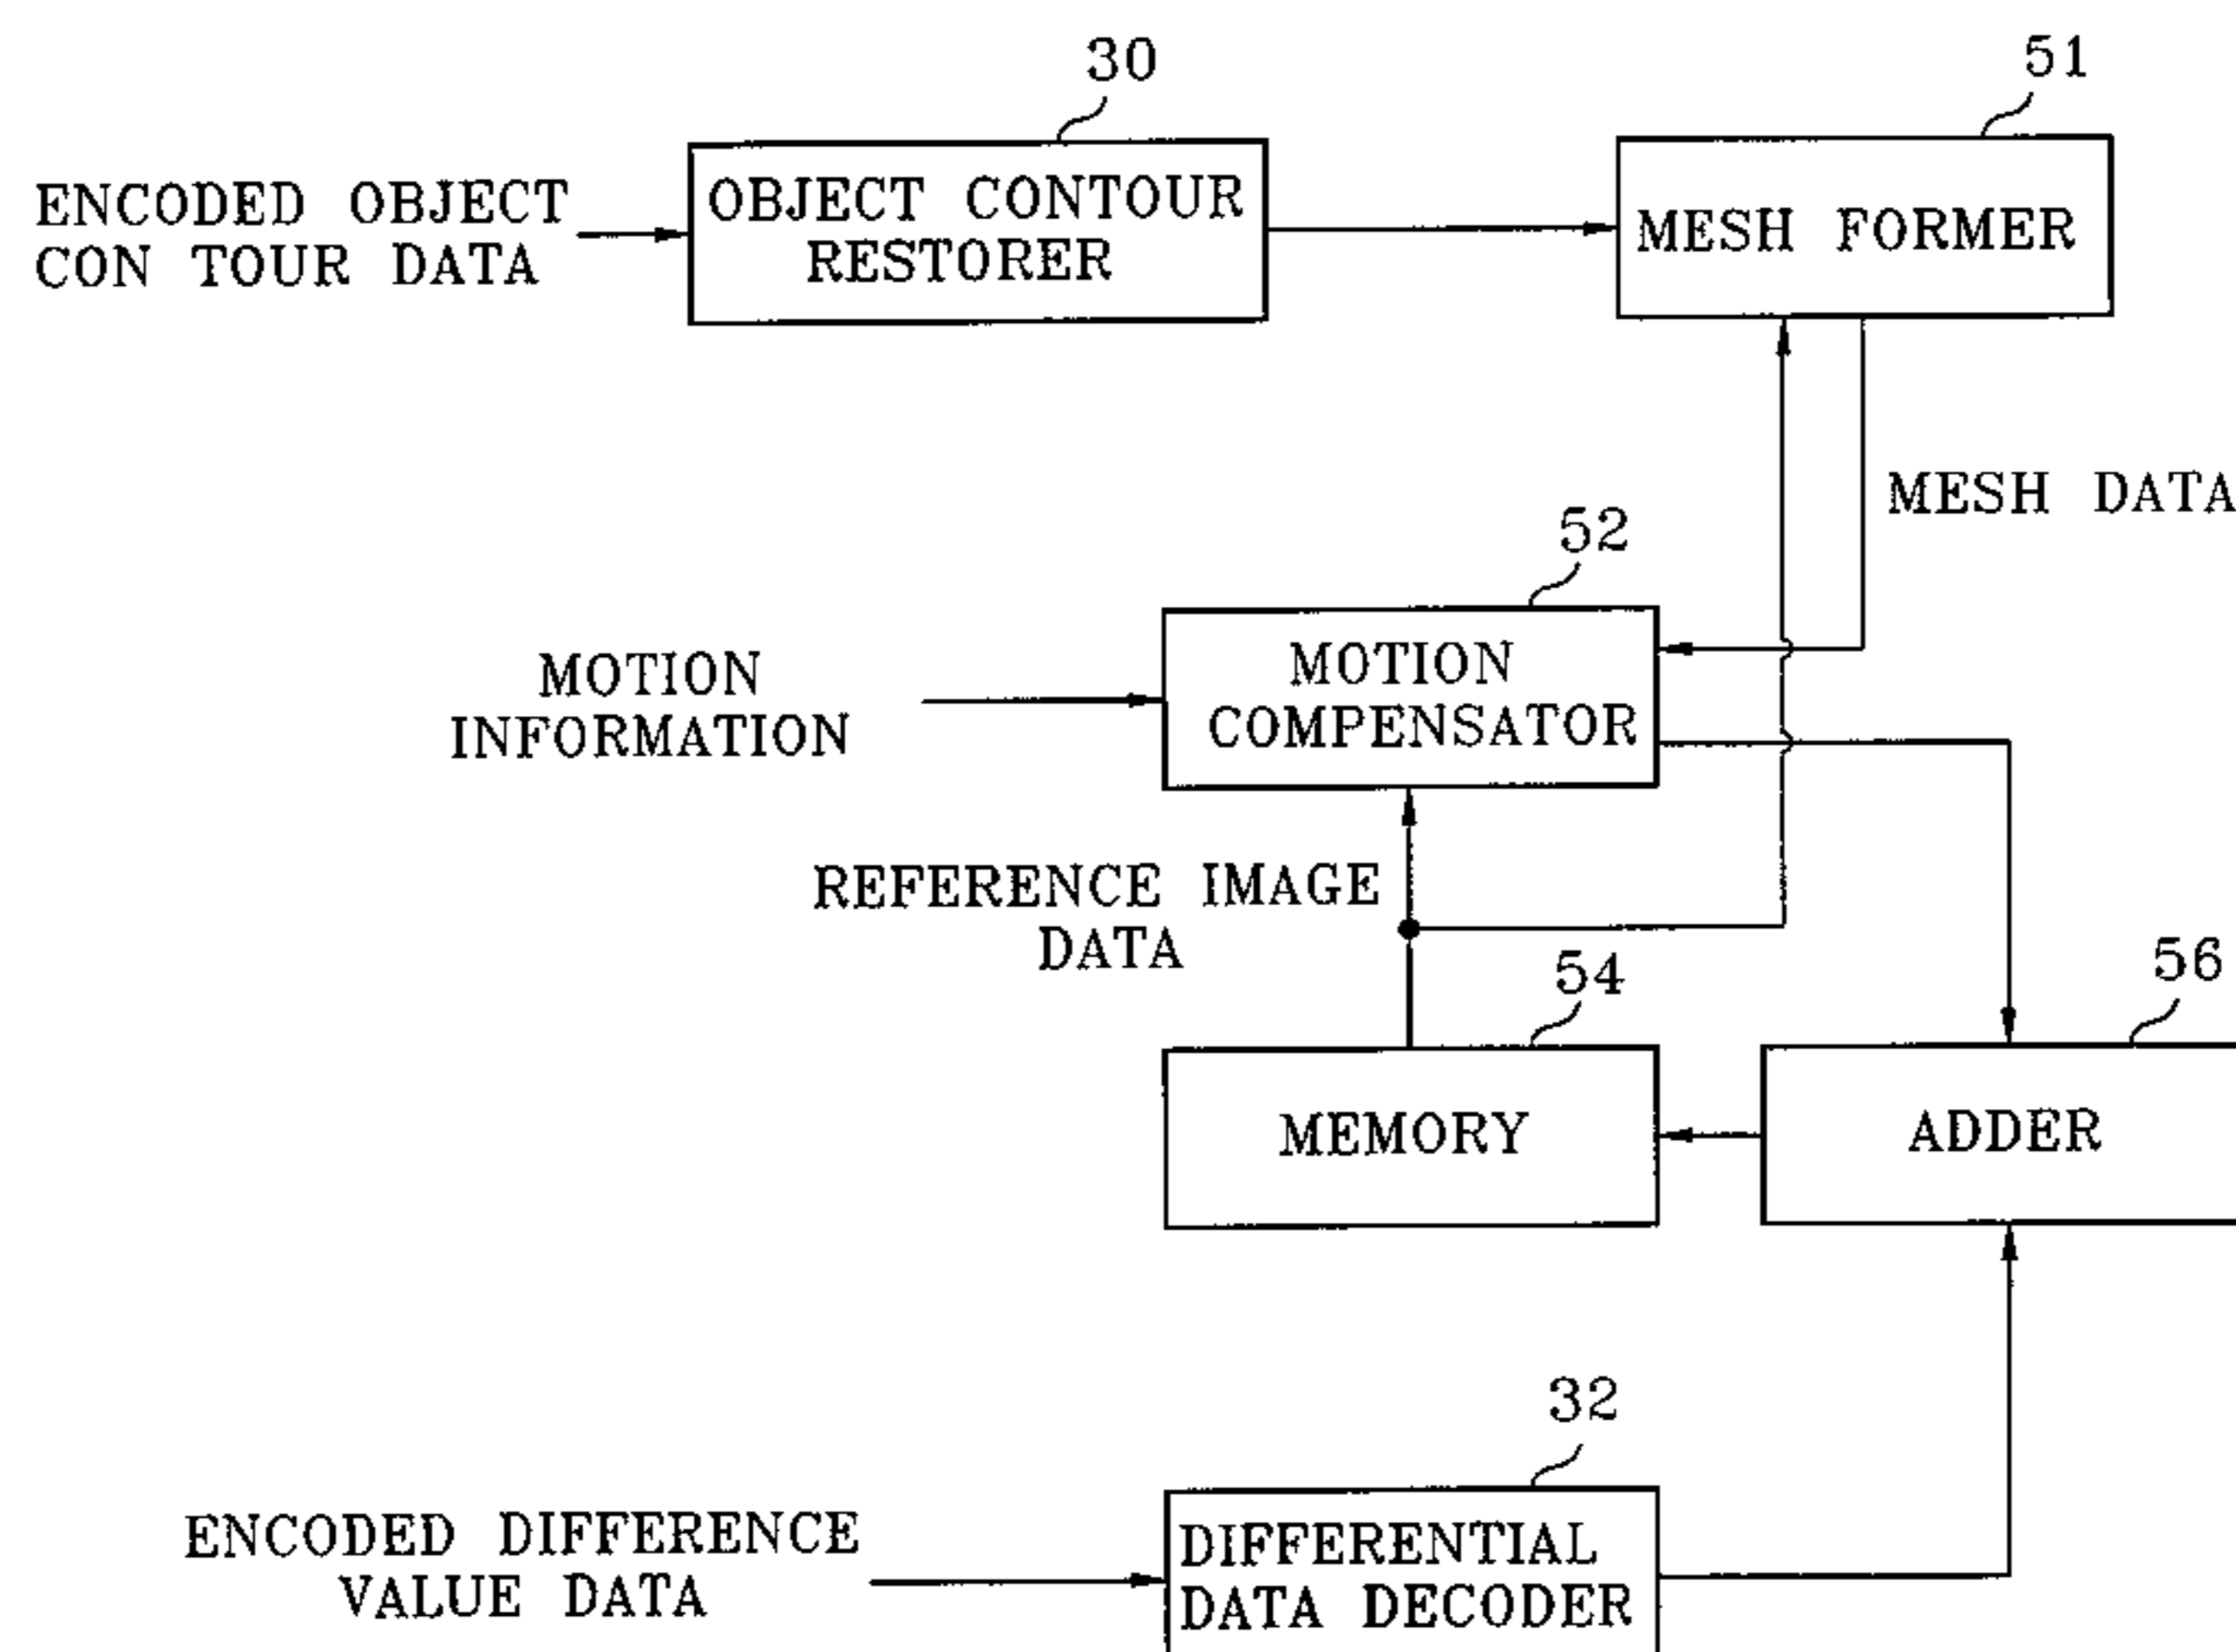 30
51
ENCODED OBJECT
CON TOUR DATA
OBJECT CONTOUR
RESTORER
MESH FORMER
MESH DATA
52
MOTION
INFORMATION
MOTION
COMPENSATOR
REFERENCE IMAGE
DATA
54
56
MEMORY
ADDER
32
ENCODED DIFFERENCE
VALUE DATA
DIFFERENTIAL
DATA DECODER